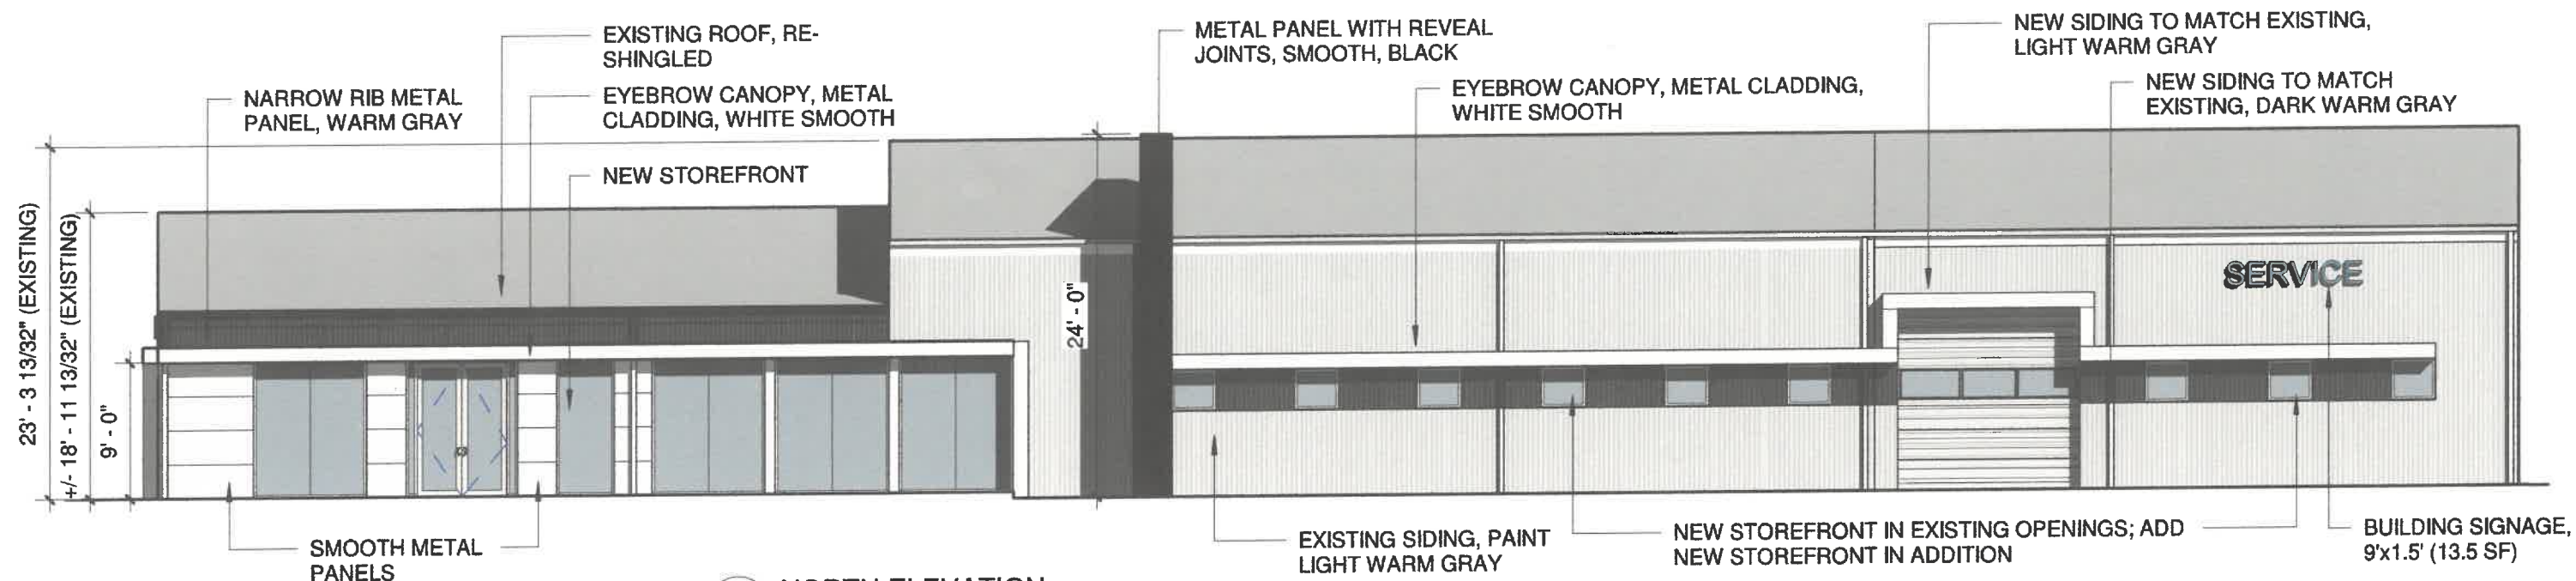 EXISTING ROOF, RE-
SHINGLED
METAL PANEL WITH REVEAL
JOINTS, SMOOTH, BLACK
NEW SIDING TO MATCH EXISTING,
LIGHT WARM GRAY
NARROW RIB METAL
PANEL, WARM GRAY
EYEBROW CANOPY, METAL
CLADDING, WHITE SMOOTH
EYEBROW CANOPY, METAL CLADDING,
WHITE SMOOTH
NEW SIDING TO MATCH
EXISTING, DARK WARM GRAY
NEW STOREFRONT
23' - 3 13/32" (EXISTING)
+/- 18' - 11 13/32" (EXISTING)
9' - 0"
24' - 0"
SERVICE
SMOOTH METAL
PANELS
EXISTING SIDING, PAINT
LIGHT WARM GRAY
NEW STOREFRONT IN EXISTING OPENINGS; ADD
NEW STOREFRONT IN ADDITION
BUILDING SIGNAGE,
9'x1.5' (13.5 SF)
NORTH ELEVATION